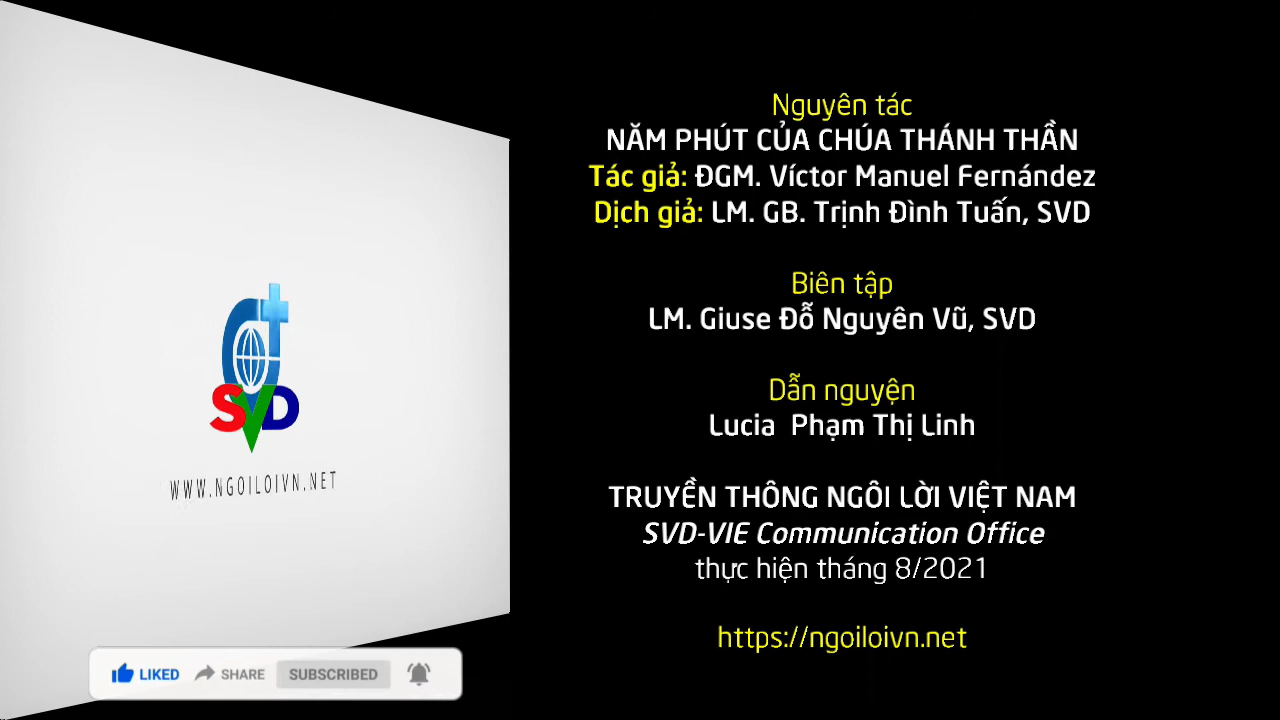 Nguyên tác
NĂM PHÚT CỦA CHÚA THÁNH THẦN
Tác giả: ĐGM. Víctor Manuel Fernández
Dịch giả: LM. GB. Trịnh Đình Tuấn, SVD
Biên tập
LM. Giuse Đỗ Nguyên Vũ, SVD
Dẫn nguyện
Lucia Phạm Thị Linh
TRUYỀN THÔNG NGÔI LỜI VIỆT NAM
SVD-VIE Communication Office
thực hiện tháng 8/2021
https://ngoiloivn.net
SVD
WWW.NGOILOIVN.NET
LIKED SHARE SUBSCRIBED